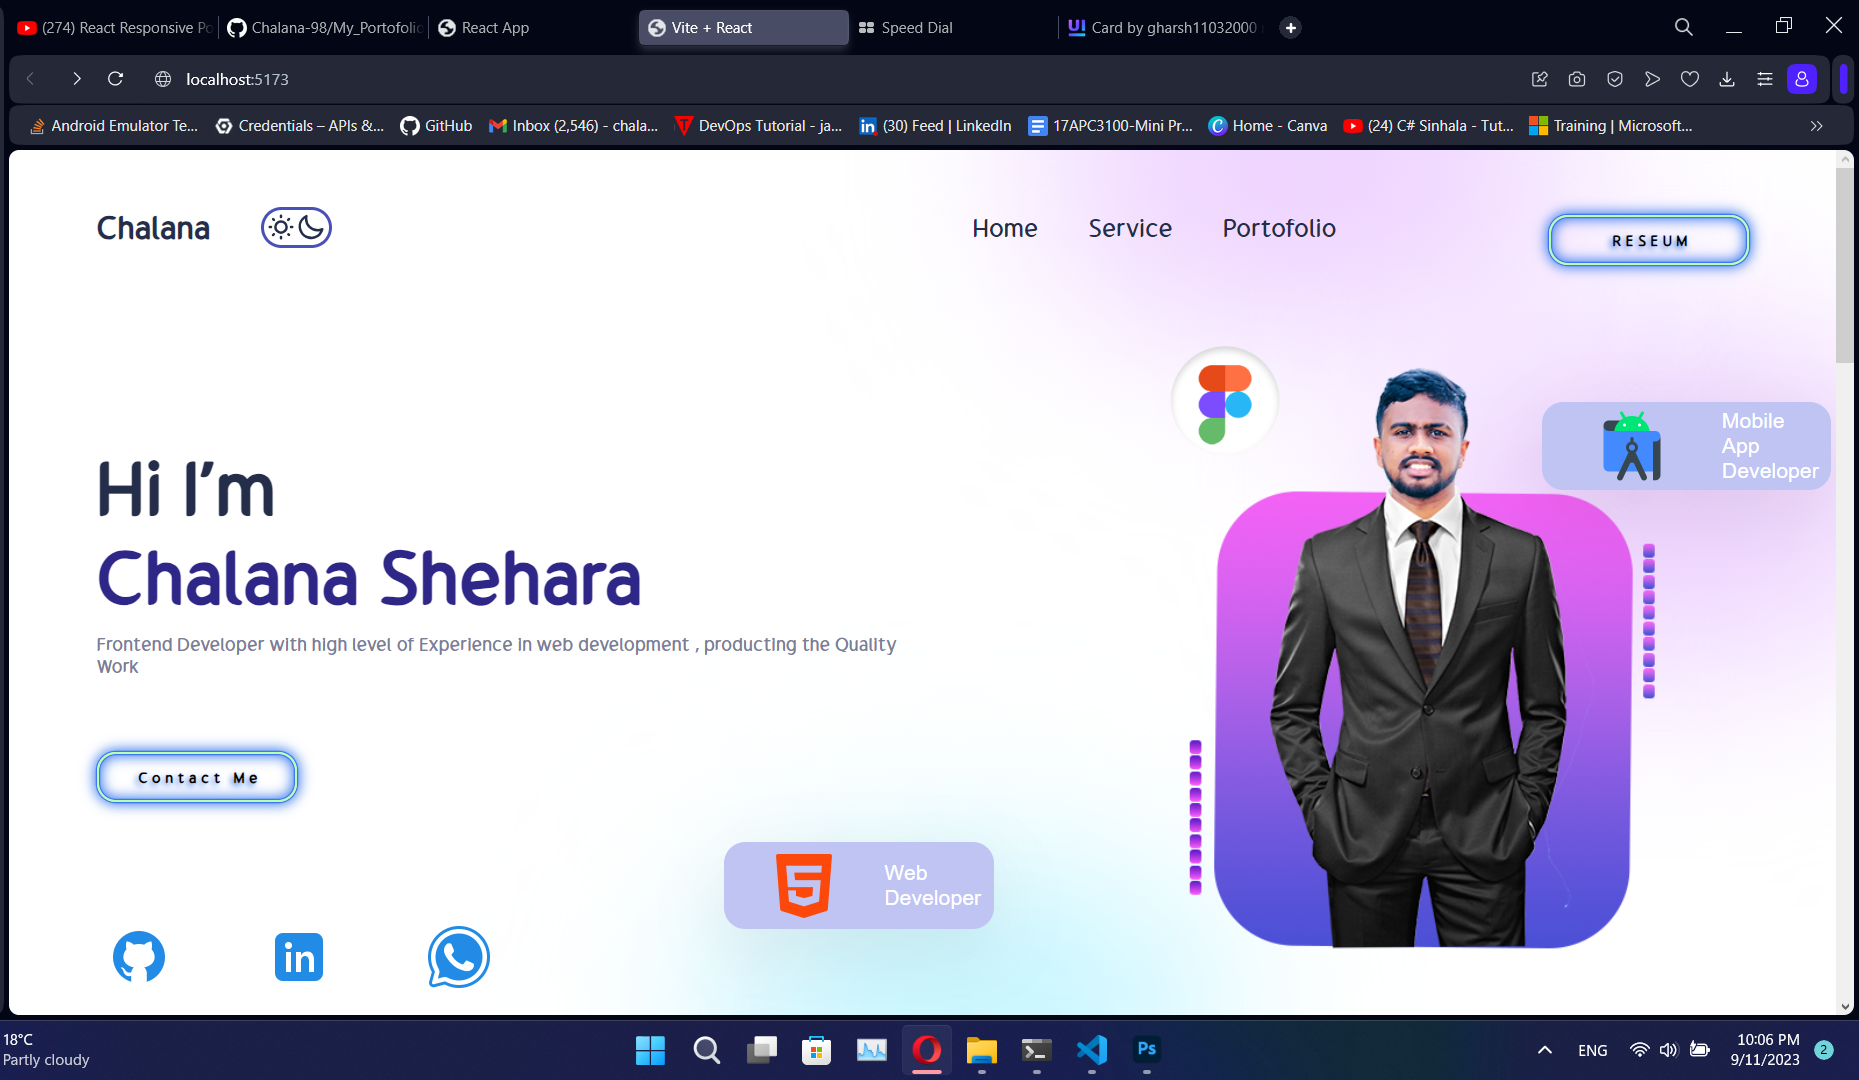 (274) React Responsive Po
Chalana-98/My_Portofolio
React App
Vite + React
Speed Dial
Card by gharsh11032000
localhost:5173
Android Emulator Te...
Credentials – APIs &...
GitHub
Inbox (2,546) - chala...
DevOps Tutorial - ja...
(30) Feed | LinkedIn
17APC3100-Mini Pr...
Home - Canva
(24) C# Sinhala - Tut...
Training | Microsoft...
Chalana
Home
Service
Portofolio
RESEUM
Mobile
App
Developer
Hi I’m
Chalana Shehara
Frontend Developer with high level of Experience in web development , producting the Quality
Work
Contact Me
Web
Developer
in
18°C
Partly cloudy
Ps
ENG
10:06 PM
9/11/2023
2